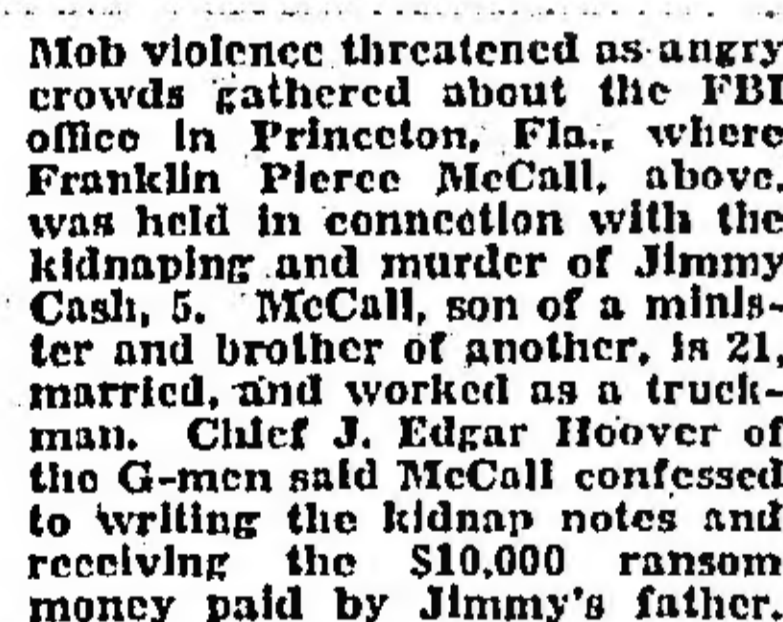 Mob violence threatened as angry
crowds gathered about the FBI
office in Princeton, Fla., where
Franklin Pierce McCall, above,
was held in connection with the
kidnaping and murder of Jimmy
Cash, 5. McCall, son of a minis-
ter and brother of another, is 21,
married, and worked as a truck-
man. Chief J. Edgar Hoover of
the G-men said McCall confessed
to writing the kidnap notes and
receiving the $10,000 ransom
money paid by Jimmy's father.